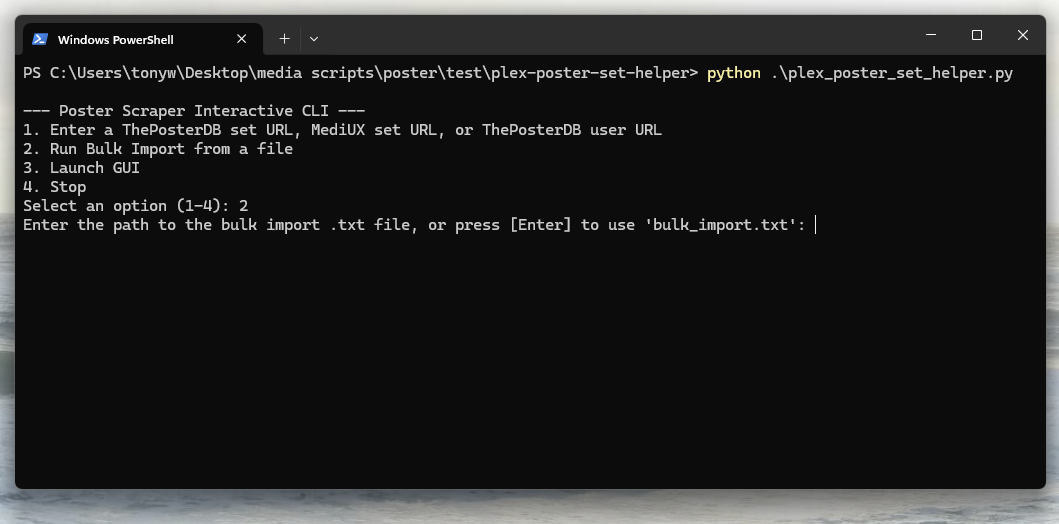 Windows PowerShell
PS C:\Users\tonyw\Desktop\media scripts\poster\test\plex-poster-set-helper> python .\plex_poster_set_helper.py
--- Poster Scraper Interactive CLI ---
1. Enter a ThePosterDB set URL, MediUX set URL, or ThePosterDB user URL
2. Run Bulk Import from a file
3. Launch GUI
4. Stop
Select an option (1-4): 2
Enter the path to the bulk import .txt file, or press [Enter] to use 'bulk_import.txt':